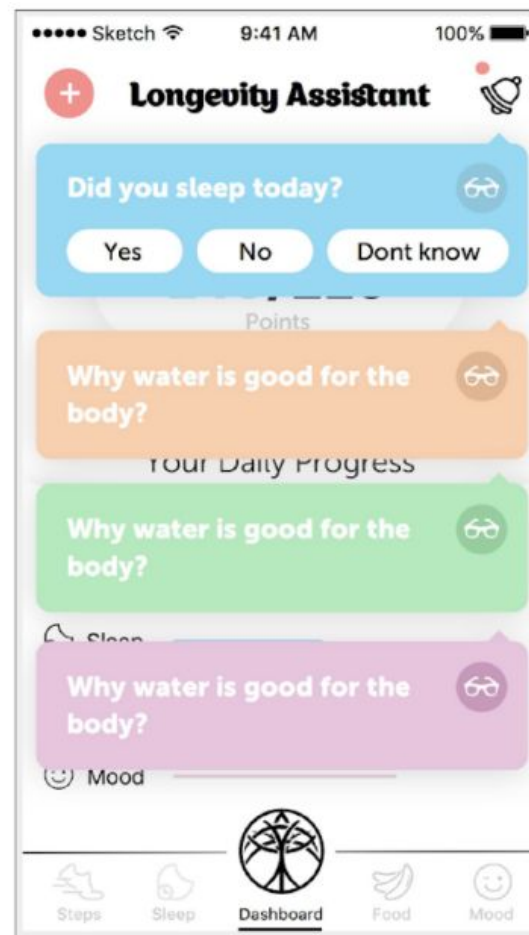 Sketch 9:41 AM 100%
Longevity Assistant
Did you sleep today?
Yes No Dont know
Points
Why water is good for the
body?
Your Daily Progress
Why water is good for the
body?
Sleep
Why water is good for the
body?
Mood
Steps Sleep Dashboard Food Mood